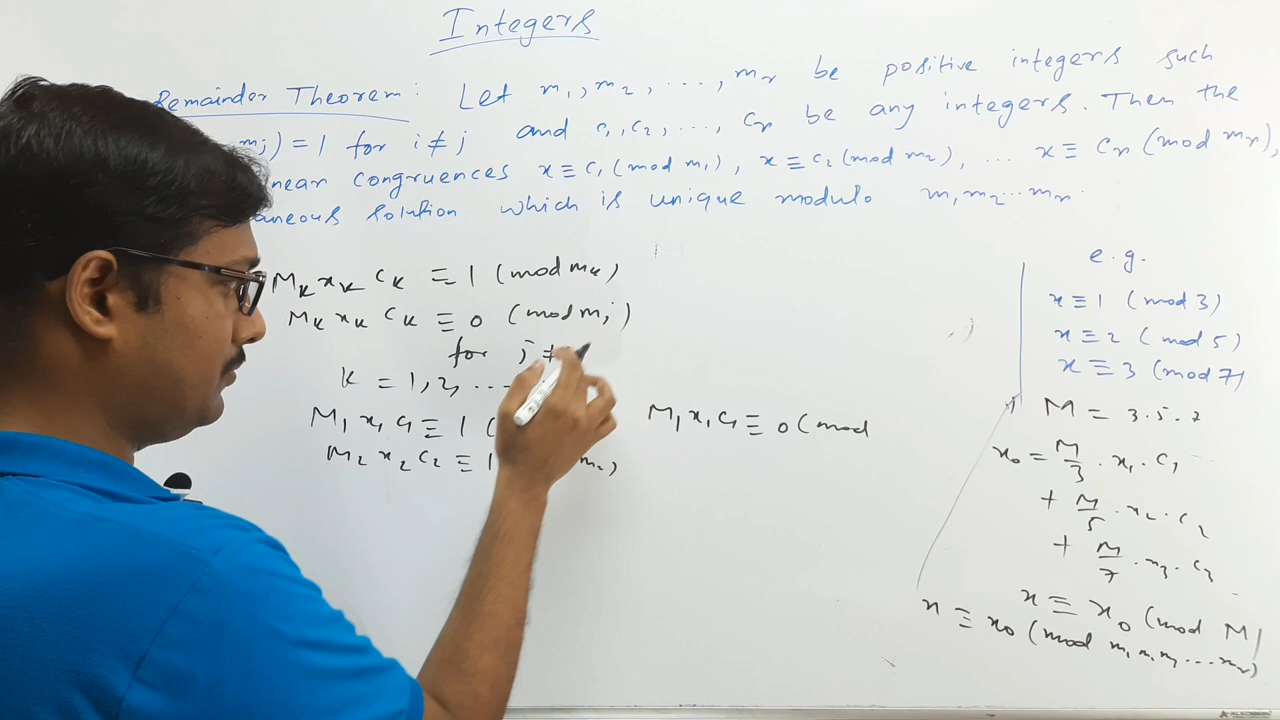 Integers
Remainder Theorem: Let m₁, m₂, ..., mᵣ be positive integers such
mⱼ) = 1 for i ≠ j and c₁, c₂, ..., cᵣ be any integers. Then the
near congruences x ≡ c₁ (mod m₁), x ≡ c₂ (mod m₂), ... x ≡ cᵣ (mod mᵣ),
aneous solution which is unique modulo m₁m₂...mᵣ.
Mₖ xₖ cₖ ≡ 1 (mod mₖ)
Mₖ xₖ cₖ ≡ 0 (mod mⱼ)
for j ≠
k = 1, 2, ...
M₁ x₁ c₁ ≡ 1 (
M₂ x₂ c₂ ≡ 1 m₂)
M₁ x₁ c₁ ≡ 0 (mod
e.g.
x ≡ 1 (mod 3)
x ≡ 2 (mod 5)
x ≡ 3 (mod 7)
M = 3.5.7
x₀ = M/3 . x₁ . c₁
+ M/5 . x₂ . c₂
+ M/7 . x₃ . c₃
x ≡ x₀ (mod M)
x ≡ x₀ (mod m₁ m₂ m₃ ... mᵣ)